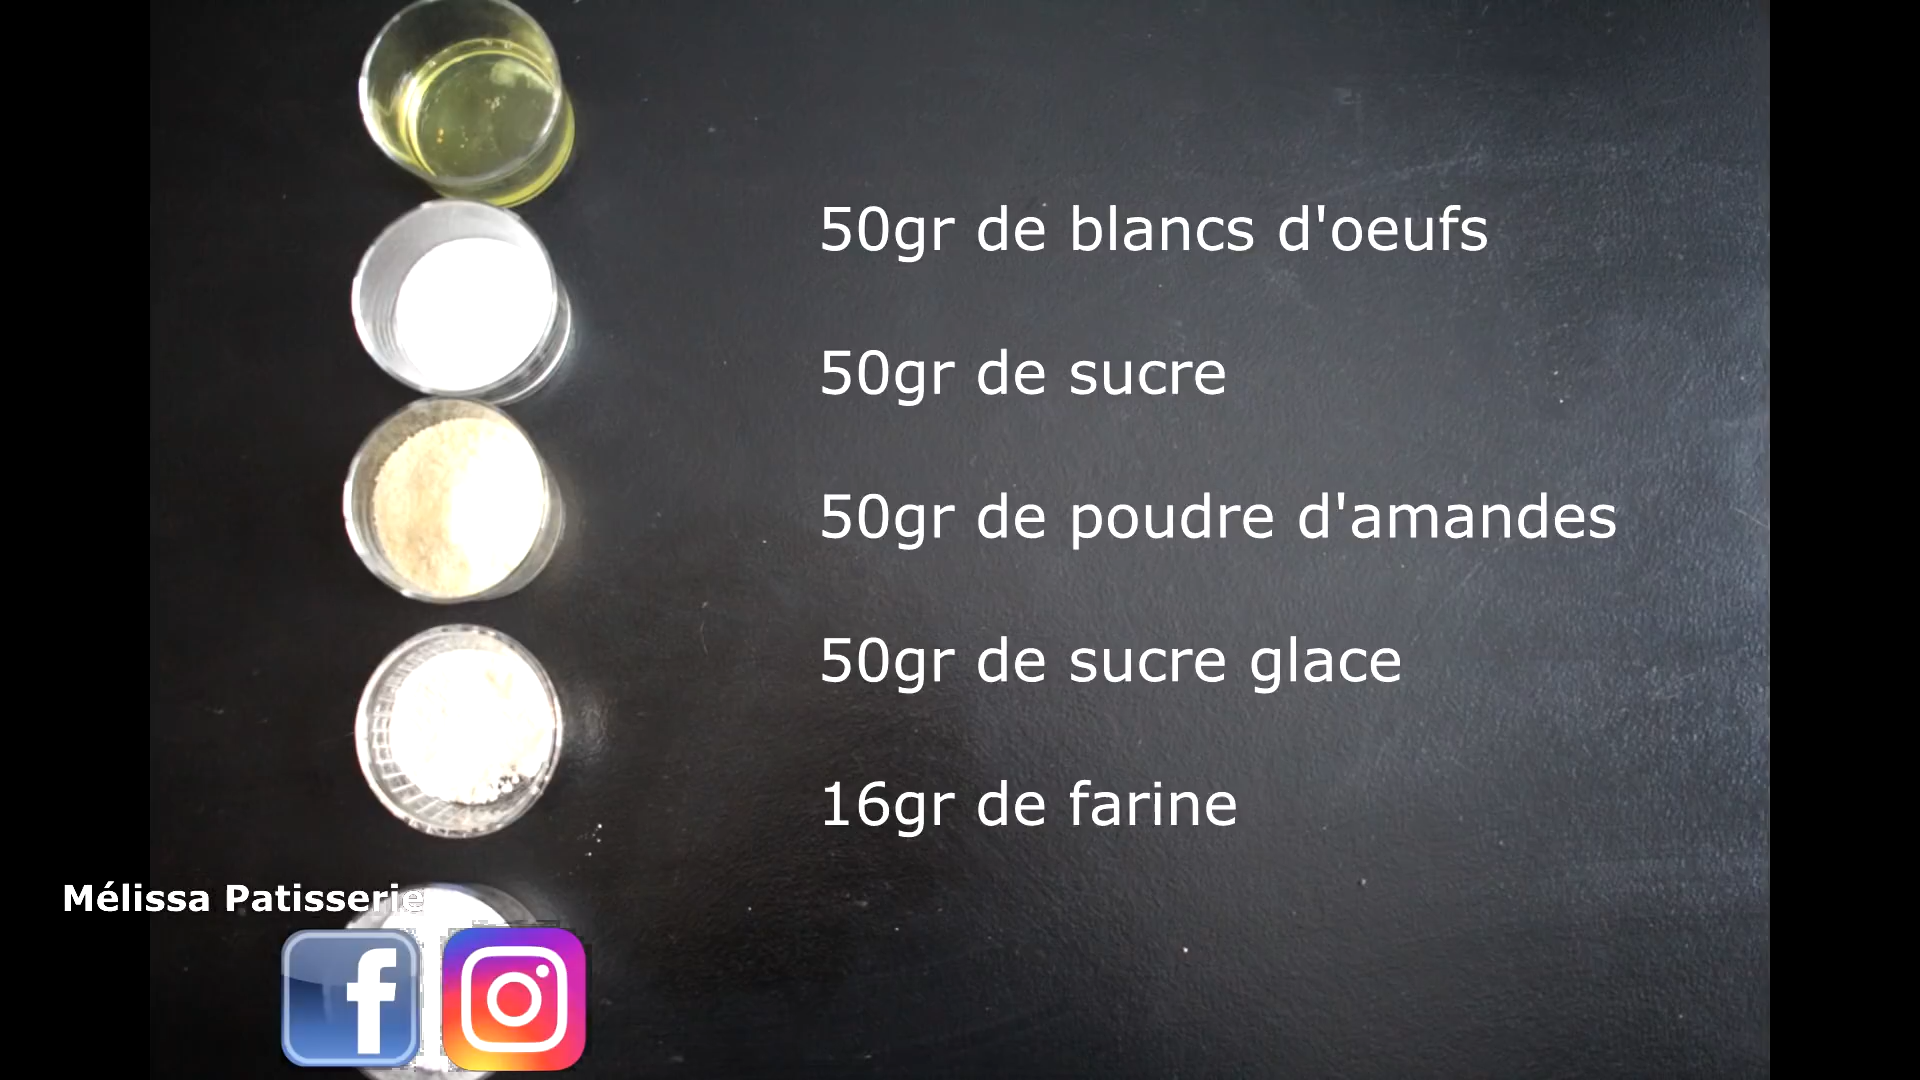 50gr de blancs d'oeufs
50gr de sucre
50gr de poudre d'amandes
50gr de sucre glace
16gr de farine
Mélissa Patisserie